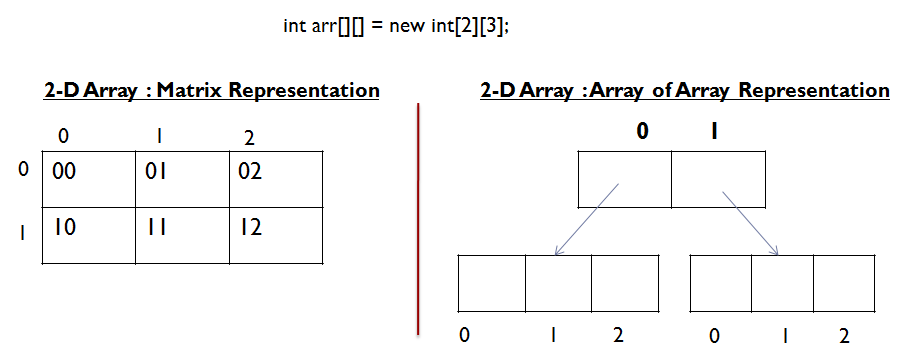 int arr[][] = new int[2][3];
2-D Array : Matrix Representation
0 1 2
0 00 01 02
1 10 11 12
2-D Array :Array of Array Representation
0 1
0 1 2 0 1 2